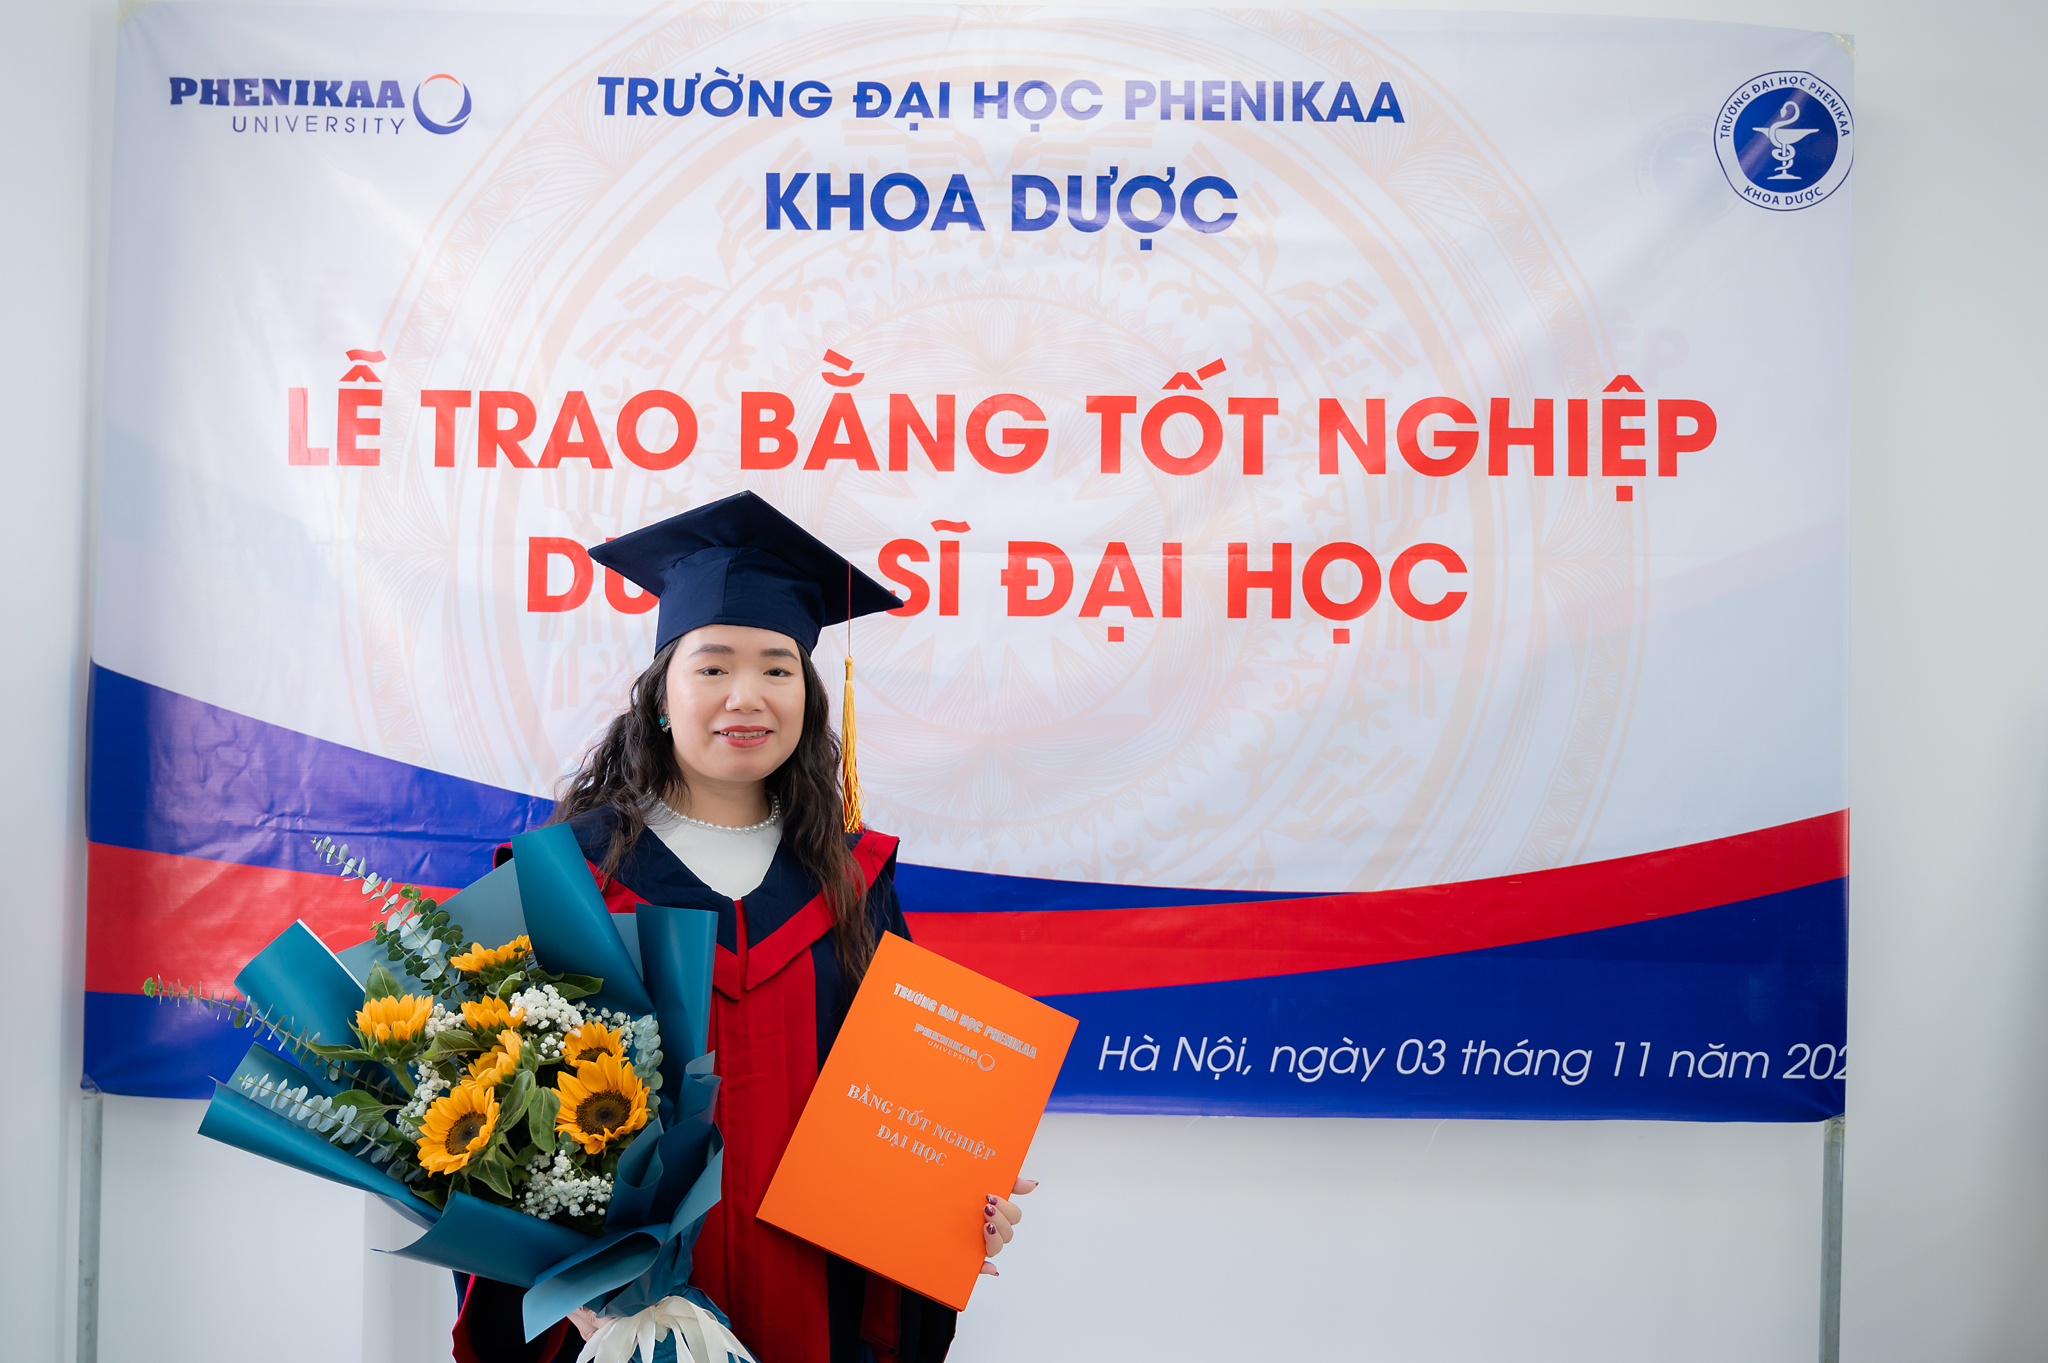 PHENIKAA
UNIVERSITY
TRƯỜNG ĐẠI HỌC PHENIKAA
KHOA DƯỢC
TRƯỜNG ĐẠI HỌC PHENIKAA
KHOA DƯỢC
LỄ TRAO BẰNG TỐT NGHIỆP
SĨ ĐẠI HỌC
Hà Nội, ngày 03 tháng 11 năm
TRƯỜNG ĐẠI HỌC PHENIKAA
PHENIKAA
UNIVERSITY
BẰNG TỐT NGHIỆP
ĐẠI HỌC